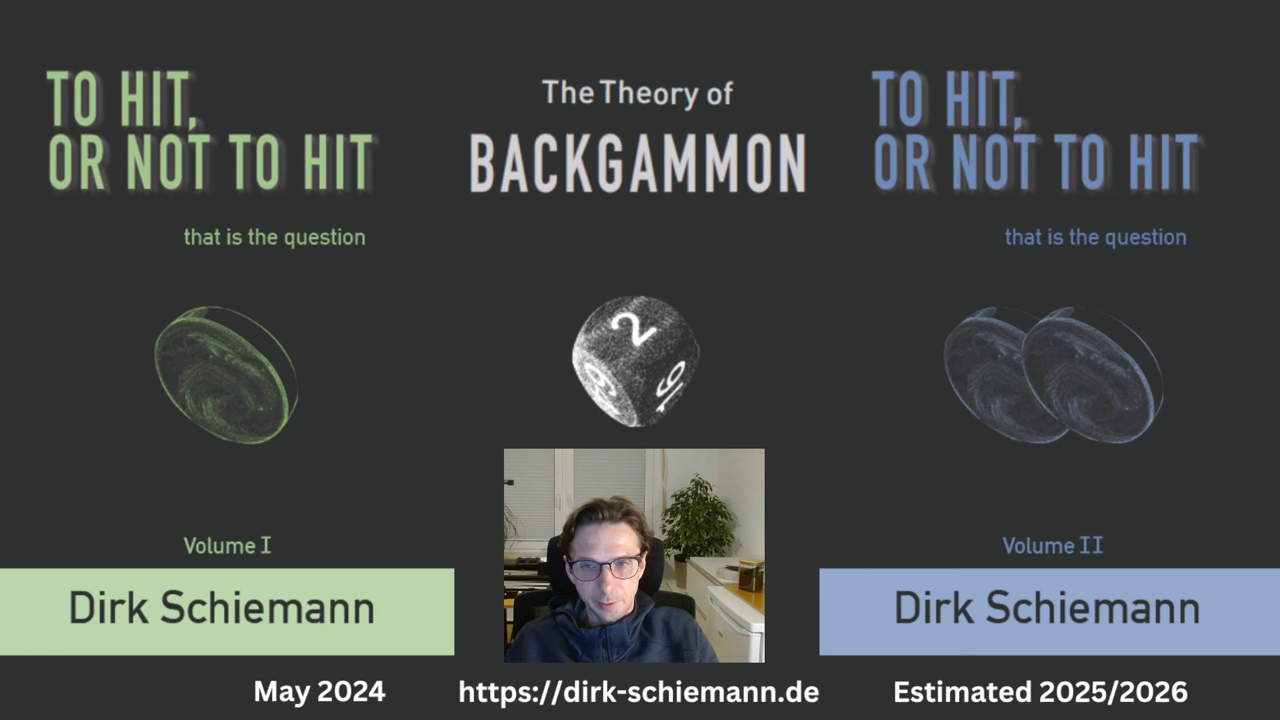 TO HIT,
OR NOT TO HIT
that is the question
Volume I
Dirk Schiemann
May 2024
The Theory of
BACKGAMMON
2
16
https://dirk-schiemann.de
TO HIT,
OR NOT TO HIT
that is the question
Volume II
Dirk Schiemann
Estimated 2025/2026